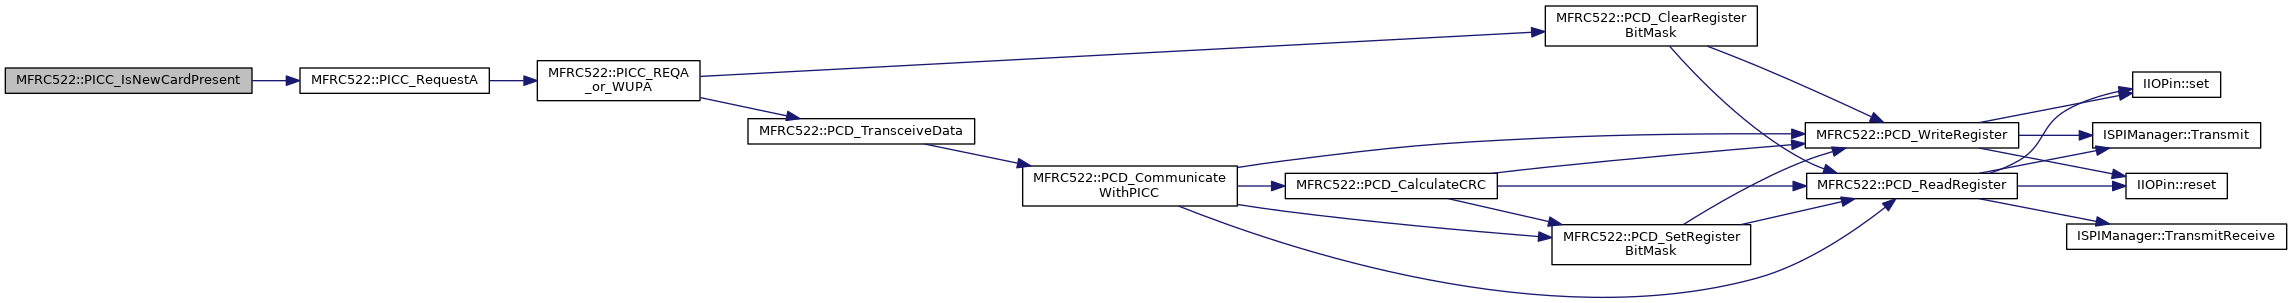 MFRC522::PICC_IsNewCardPresent
MFRC522::PICC_RequestA
MFRC522::PICC_REQA
_or_WUPA
MFRC522::PCD_TransceiveData
MFRC522::PCD_Communicate
WithPICC
MFRC522::PCD_CalculateCRC
MFRC522::PCD_ClearRegister
BitMask
MFRC522::PCD_SetRegister
BitMask
MFRC522::PCD_WriteRegister
MFRC522::PCD_ReadRegister
IIOPin::set
ISPIManager::Transmit
IIOPin::reset
ISPIManager::TransmitReceive